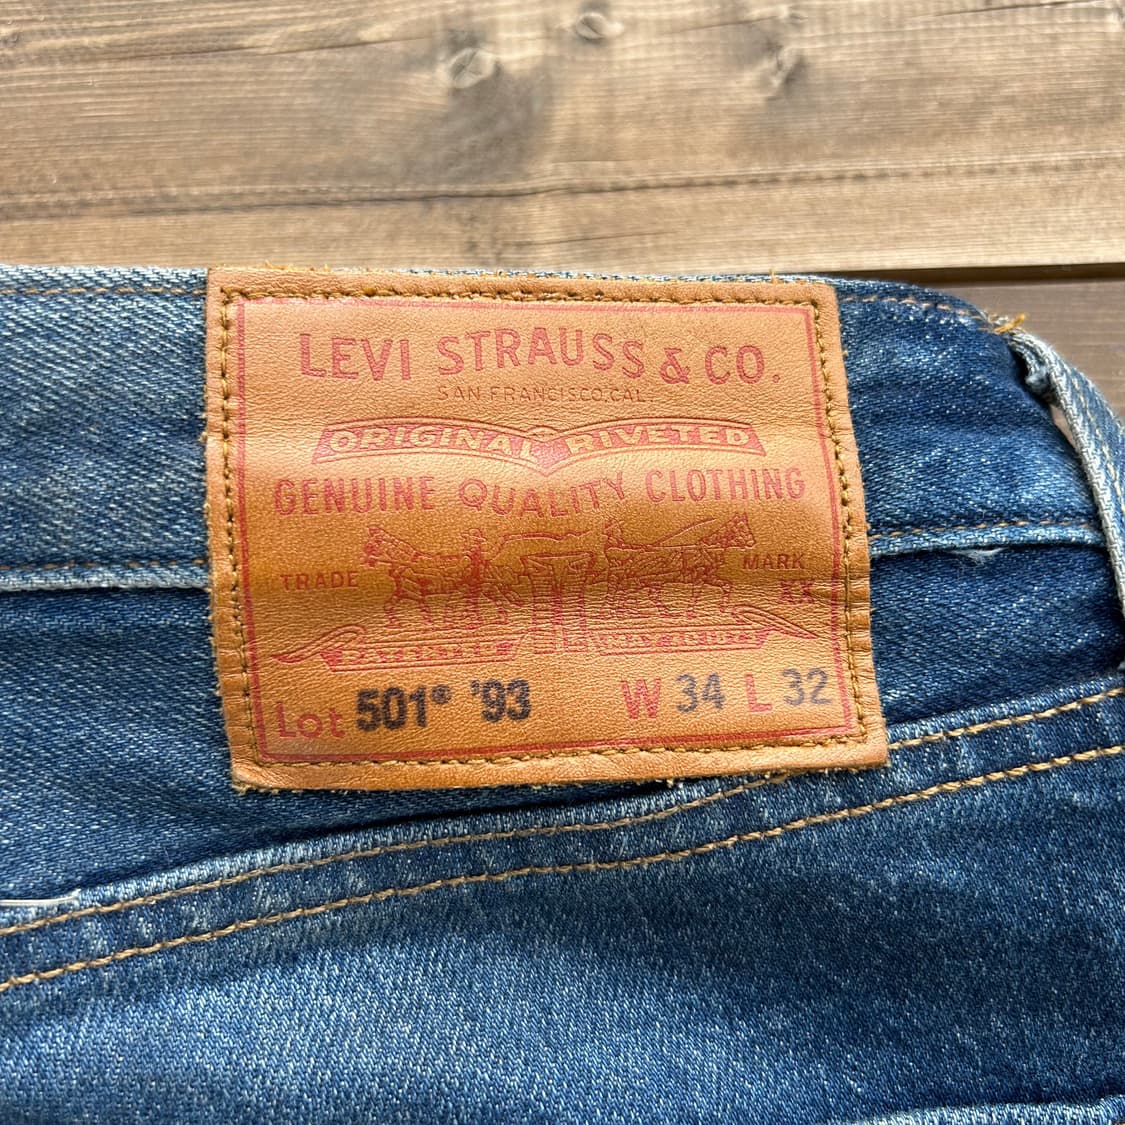 LEVI STRAUSS & CO.
SAN FRANCISCO, CAL.
ORIGINAL RIVETED
GENUINE QUALITY CLOTHING
TRADE MARK
XX
Lot 501® '93 W 34 L 32